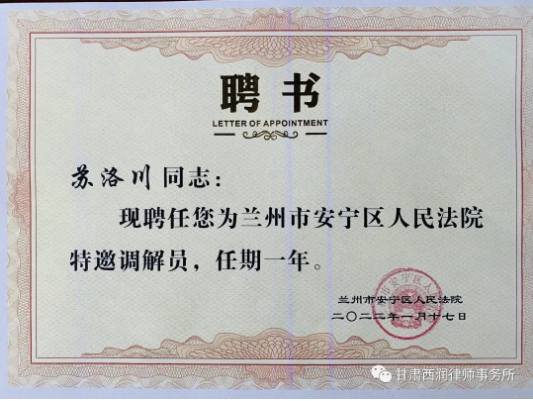 聘书
LETTER OF APPOINTMENT
苏洛川同志：
现聘任您为兰州市安宁区人民法院
特邀调解员，任期一年。
兰州市安宁区人民法院
二〇二二年一月十七日
甘肃西润律师事务所